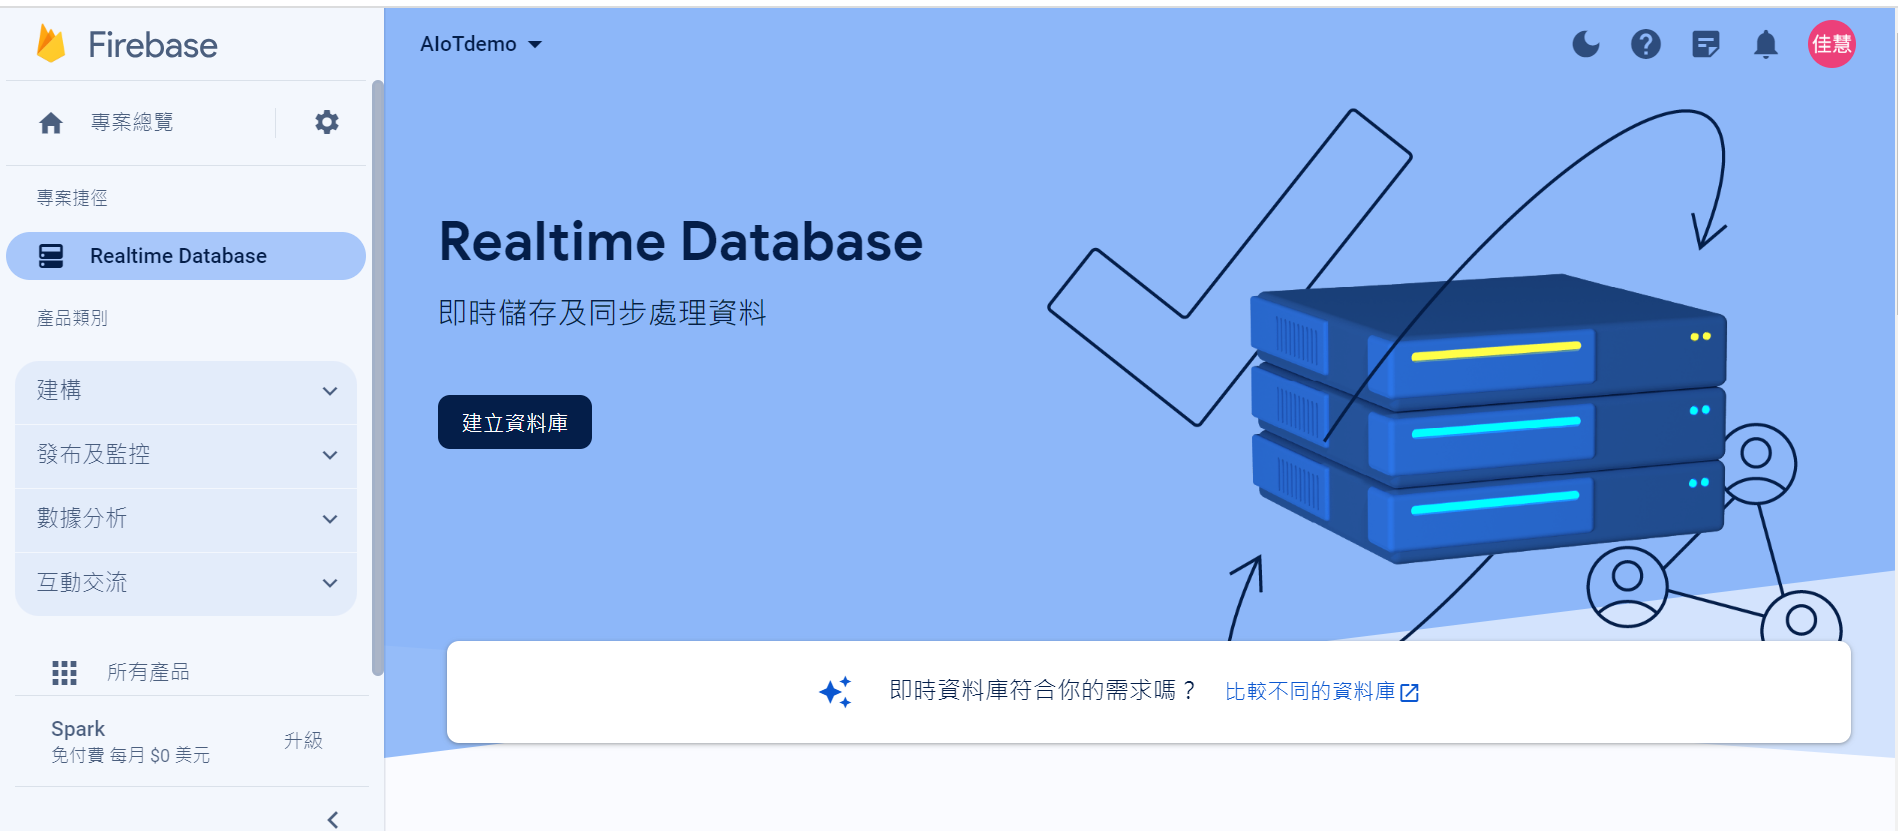 Firebase
AIoTdemo
佳慧
專案總覽
專案捷徑
Realtime Database
產品類別
建構
發布及監控
數據分析
互動交流
所有產品
Spark
免付費 每月 $0 美元
升級
Realtime Database
即時儲存及同步處理資料
建立資料庫
即時資料庫符合你的需求嗎？ 比較不同的資料庫